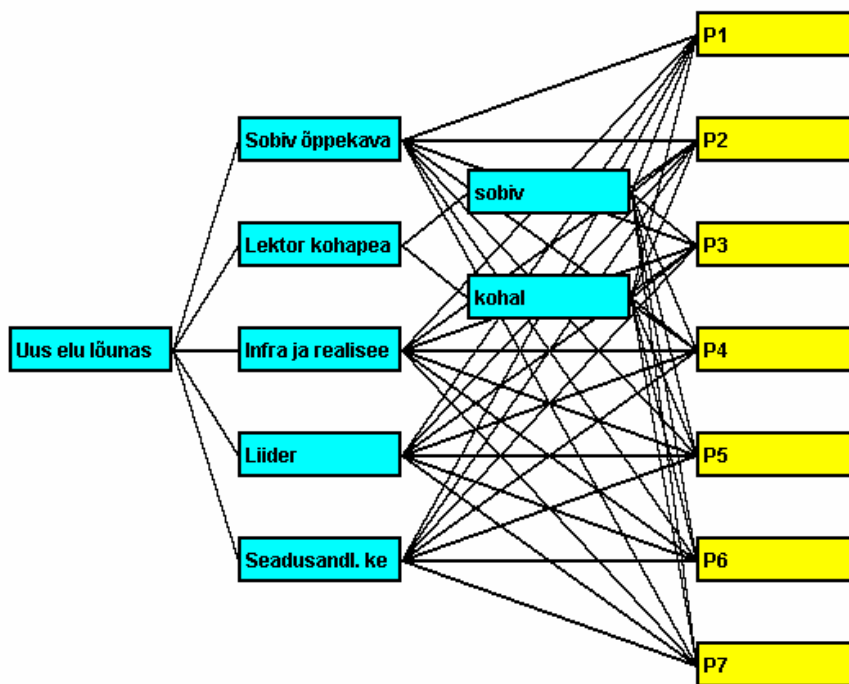 P1
Sobiv õppekava
P2
sobiv
Lektor kohapea
P3
kohal
Uus elu lõunas
Infra ja realisee
P4
Liider
P5
Seadusandl. ke
P6
P7